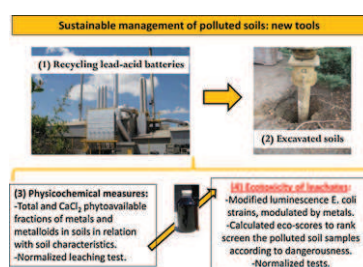 Sustainable management of polluted soils: new tools
(1) Recycling lead-acid batteries
(2) Excavated soils
(3) Physicochemical measures:
-Total and CaCl2 phytoavailable
fractions of metals and
metalloids in soils in relation
with soil characteristics.
-Normalized leaching test.
(4) Ecotoxicity of leachates:
-Modified luminescence E. coli
strains, modulated by metals.
-Calculated eco-scores to rank
screen the polluted soil samples
according to dangerousness.
-Normalized tests.